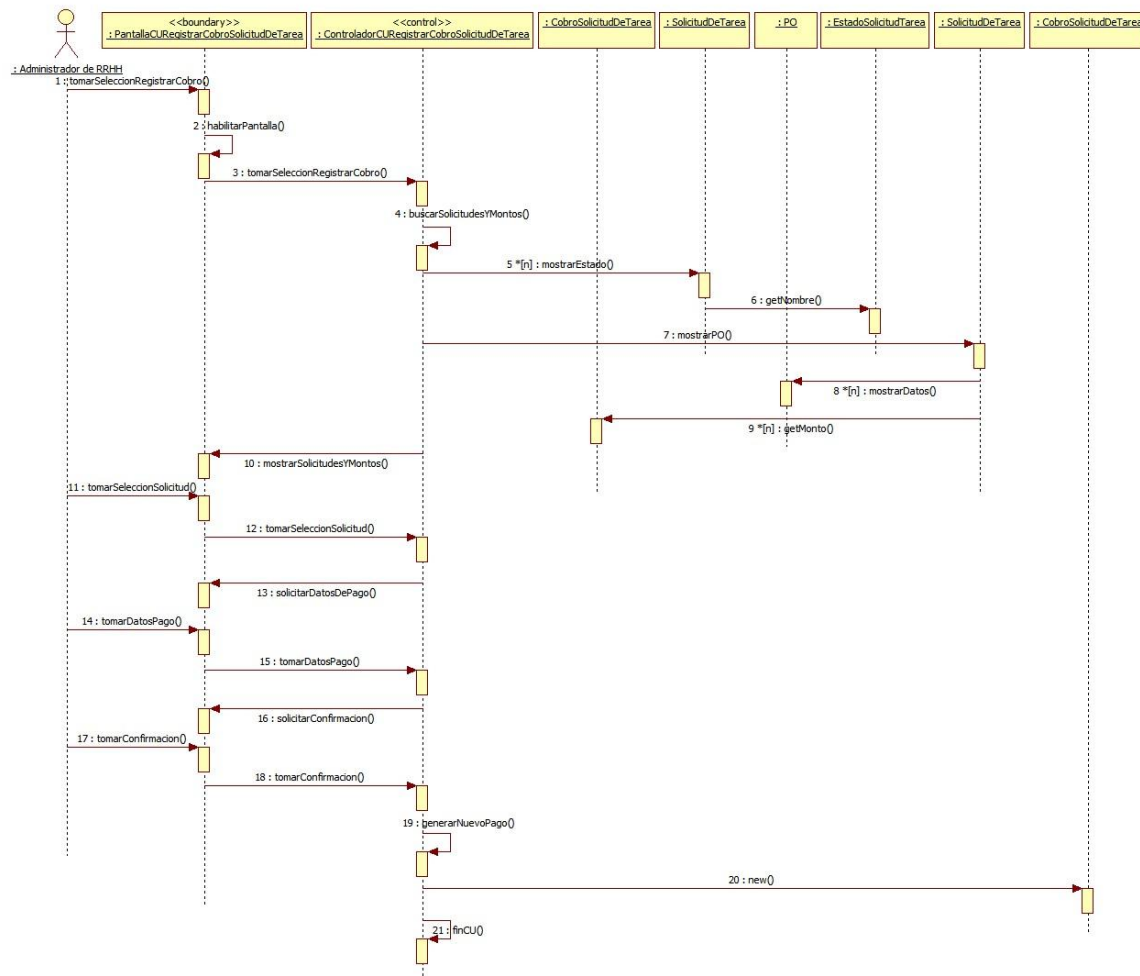 <<boundary>>
: PantallaCURegistrarCobroSolicitudDeTarea
<<control>>
: ControladorCURegistrarCobroSolicitudDeTarea
: CobroSolicitudDeTarea
: SolicitudDeTarea
: PO
: EstadoSolicitudTarea
: SolicitudDeTarea
: CobroSolicitudDeTarea
: Administrador de RRHH
1 : tomarSeleccionRegistrarCobro()
2 : habilitarPantalla()
3 : tomarSeleccionRegistrarCobro()
4 : buscarSolicitudesYMontos()
5 *[n] : mostrarEstado()
6 : getNombre()
7 : mostrarPO()
8 *[n] : mostrarDatos()
9 *[n] : getMonto()
10 : mostrarSolicitudesYMontos()
11 : tomarSeleccionSolicitud()
12 : tomarSeleccionSolicitud()
13 : solicitarDatosDePago()
14 : tomarDatosPago()
15 : tomarDatosPago()
16 : solicitarConfirmacion()
17 : tomarConfirmacion()
18 : tomarConfirmacion()
19 : generarNuevoPago()
20 : new()
21 : finCU()